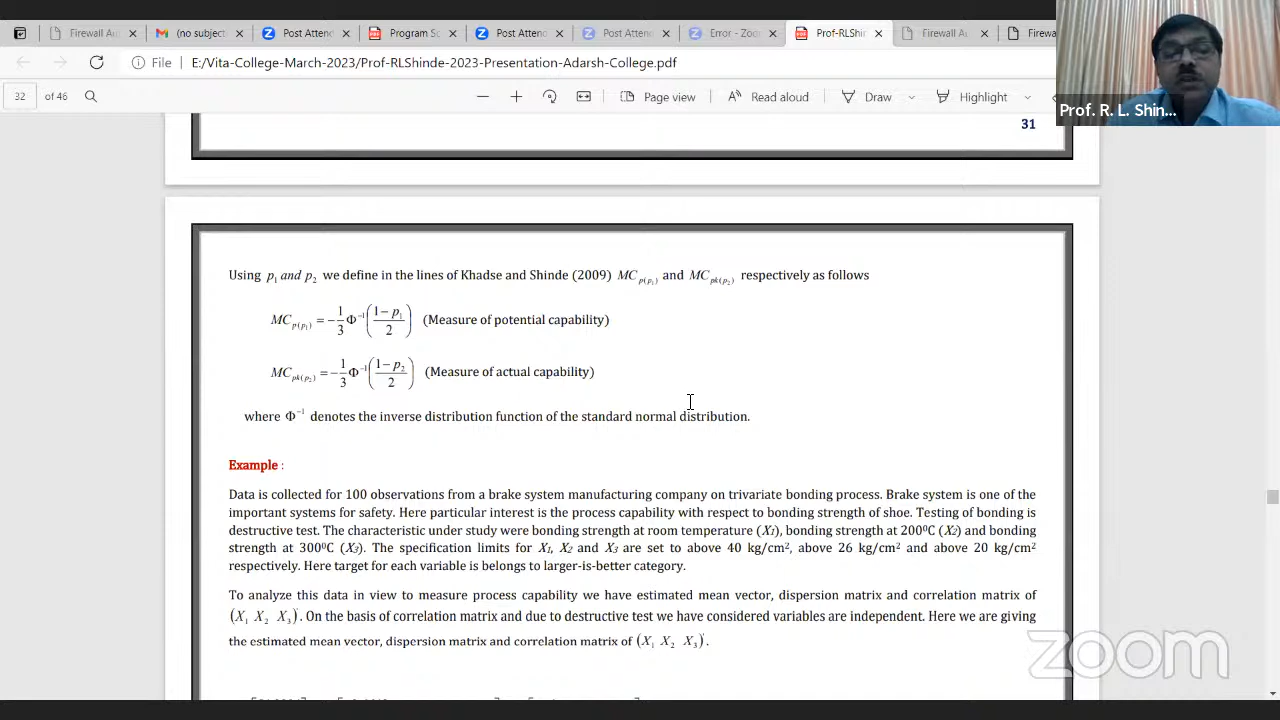 Firewall Au
(no subject
Post Attend
Program Sc
Post Attend
Post Attend
Error - Zoo
Prof-RLShin
Firewall Au
Firewa
File E:/Vita-College-March-2023/Prof-RLShinde-2023-Presentation-Adarsh-College.pdf
32 of 46 Page view Read aloud Draw Highlight
Prof. R. L. Shin...
31
Using p₁ and p₂ we define in the lines of Khadse and Shinde (2009) MC_{p(p₁)} and MC_{pk(p₂)} respectively as follows
MC_{p(p₁)} = −1/3 Φ⁻¹((1−p₁)/2) (Measure of potential capability)
MC_{pk(p₂)} = −1/3 Φ⁻¹((1−p₂)/2) (Measure of actual capability)
where Φ⁻¹ denotes the inverse distribution function of the standard normal distribution.
Example :
Data is collected for 100 observations from a brake system manufacturing company on trivariate bonding process. Brake system is one of the
important systems for safety. Here particular interest is the process capability with respect to bonding strength of shoe. Testing of bonding is
destructive test. The characteristic under study were bonding strength at room temperature (X₁), bonding strength at 200⁰C (X₂) and bonding
strength at 300⁰C (X₃). The specification limits for X₁, X₂ and X₃ are set to above 40 kg/cm², above 26 kg/cm² and above 20 kg/cm²
respectively. Here target for each variable is belongs to larger-is-better category.
To analyze this data in view to measure process capability we have estimated mean vector, dispersion matrix and correlation matrix of
(X₁ X₂ X₃)′. On the basis of correlation matrix and due to destructive test we have considered variables are independent. Here we are giving
the estimated mean vector, dispersion matrix and correlation matrix of (X₁ X₂ X₃)′.
zoom